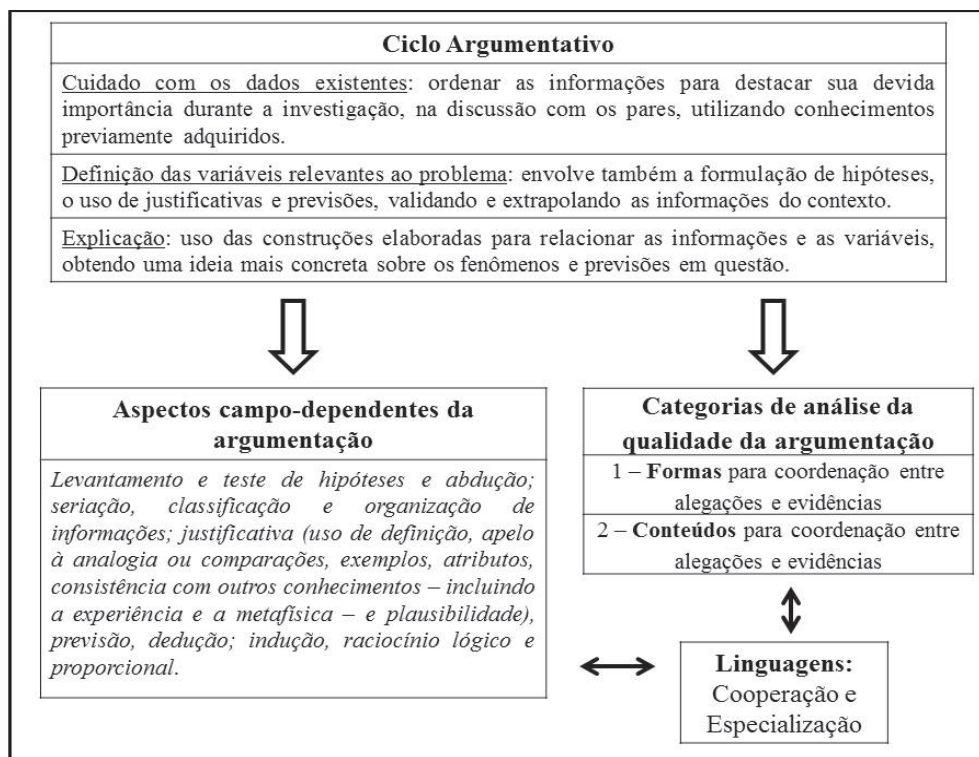 Ciclo Argumentativo
Cuidado com os dados existentes: ordenar as informações para destacar sua devida
importância durante a investigação, na discussão com os pares, utilizando conhecimentos
previamente adquiridos.
Definição das variáveis relevantes ao problema: envolve também a formulação de hipóteses,
o uso de justificativas e previsões, validando e extrapolando as informações do contexto.
Explicação: uso das construções elaboradas para relacionar as informações e as variáveis,
obtendo uma ideia mais concreta sobre os fenômenos e previsões em questão.
Aspectos campo-dependentes da
argumentação
Levantamento e teste de hipóteses e abdução;
seriação, classificação e organização de
informações; justificativa (uso de definição, apelo
à analogia ou comparações, exemplos, atributos,
consistência com outros conhecimentos – incluindo
a experiência e a metafísica – e plausibilidade),
previsão, dedução; indução, raciocínio lógico e
proporcional.
Categorias de análise da
qualidade da argumentação
1 – Formas para coordenação entre
alegações e evidências
2 – Conteúdos para coordenação entre
alegações e evidências
Linguagens:
Cooperação e
Especialização